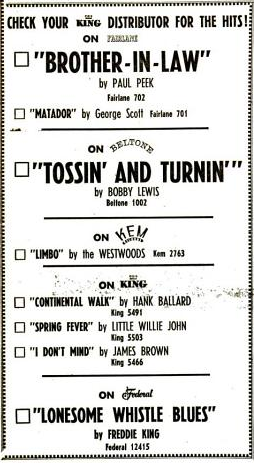 CHECK YOUR KING DISTRIBUTOR FOR THE HITS!
ON FAIRLANE
"BROTHER-IN-LAW"
by PAUL PEEK
Fairlane 702
"MATADOR" by George Scott Fairlane 701
ON BELTONE
"TOSSIN' AND TURNIN'"
by BOBBY LEWIS
Beltone 1002
ON KEM
"LIMBO" by the WESTWOODS Kem 2763
ON KING
"CONTINENTAL WALK" by HANK BALLARD
King 5491
"SPRING FEVER" by LITTLE WILLIE JOHN
King 5503
"I DON'T MIND" by JAMES BROWN
King 5466
ON Federal
"LONESOME WHISTLE BLUES"
by FREDDIE KING
Federal 12415